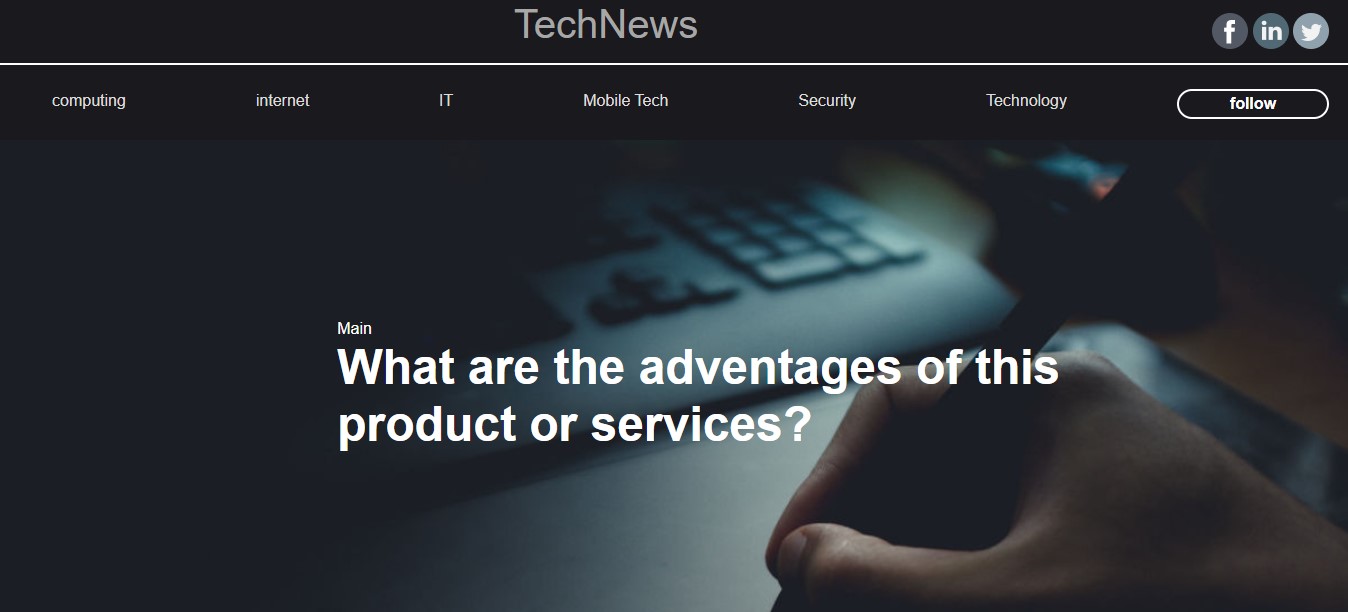 TechNews
f in
computing internet IT Mobile Tech Security Technology follow
Main
What are the adventages of this
product or services?